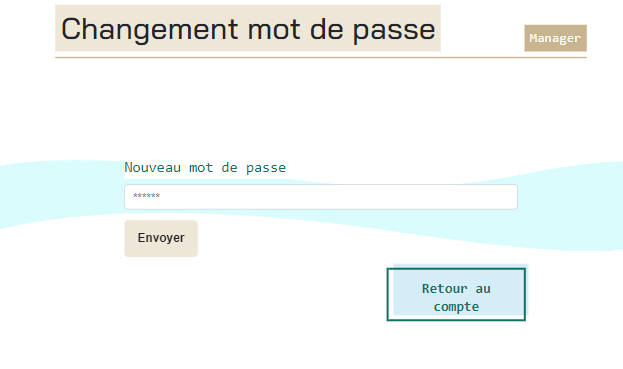 Changement mot de passe
Manager
Nouveau mot de passe
******
Envoyer
Retour au
compte